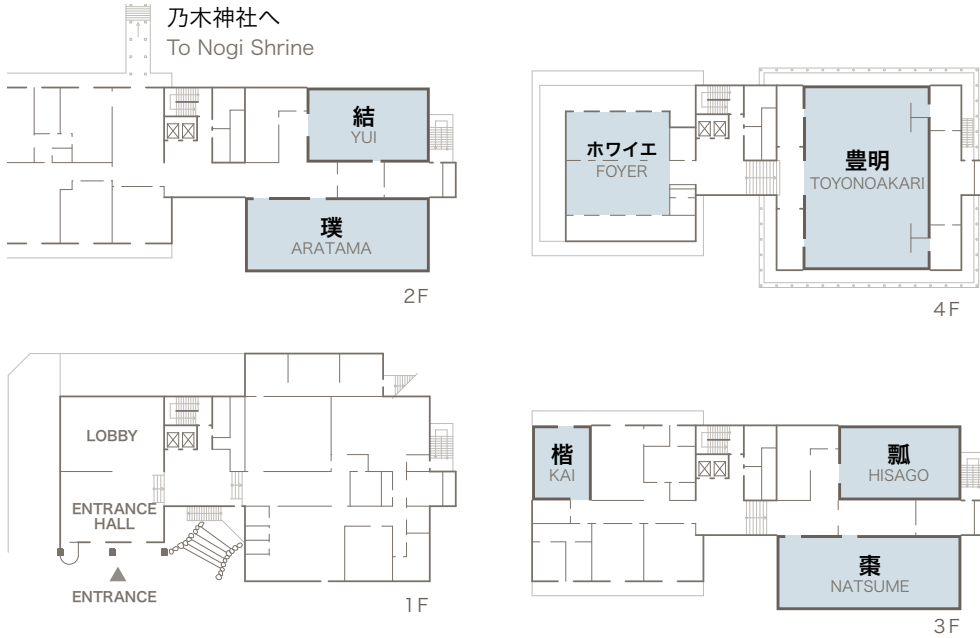 乃木神社へ
To Nogi Shrine
結
YUI
璞
ARATAMA
2F
ホワイエ
FOYER
豊明
TOYONOAKARI
4F
LOBBY
ENTRANCE
HALL
ENTRANCE
1F
楷
KAI
瓢
HISAGO
棗
NATSUME
3F